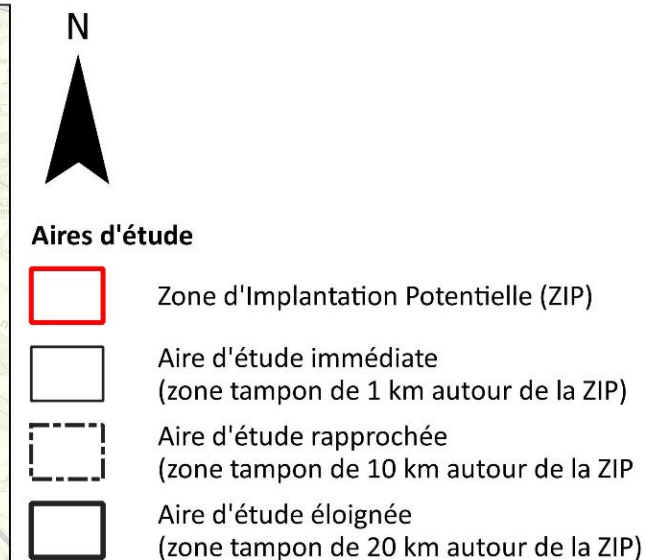 N
Aires d'étude
Zone d'Implantation Potentielle (ZIP)
Aire d'étude immédiate
(zone tampon de 1 km autour de la ZIP)
Aire d'étude rapprochée
(zone tampon de 10 km autour de la ZIP
Aire d'étude éloignée
(zone tampon de 20 km autour de la ZIP)